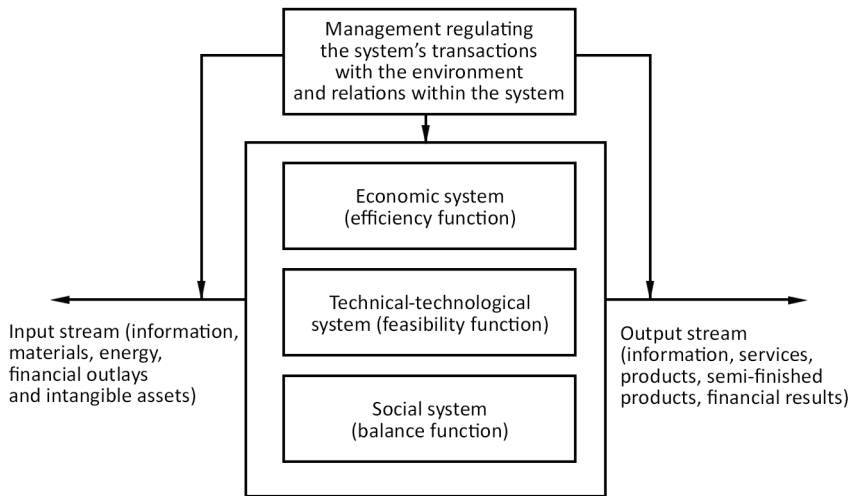 Management regulating
the system’s transactions
with the environment
and relations within the system
Economic system
(efficiency function)
Technical-technological
system (feasibility function)
Social system
(balance function)
Input stream (information,
materials, energy,
financial outlays
and intangible assets)
Output stream
(information, services,
products, semi-finished
products, financial results)